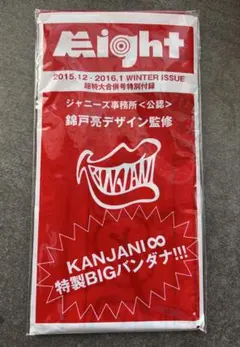 Eight
2015.12 - 2016.1 WINTER ISSUE
超特大合併号特別付録
ジャニーズ事務所<公認>
錦戸亮デザイン監修
KANJANI
KANJANI∞
特製BIGバンダナ!!!